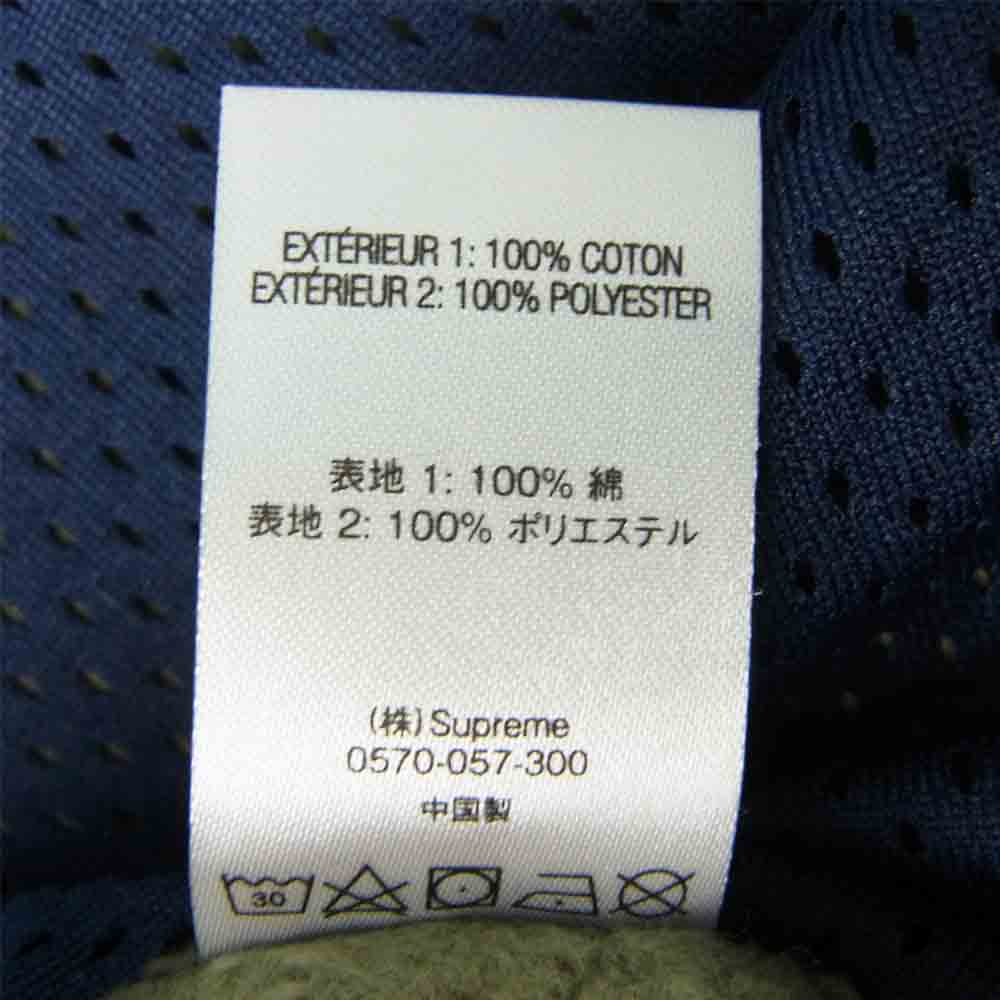 EXTÉRIEUR 1: 100% COTON
EXTÉRIEUR 2: 100% POLYESTER
表地 1: 100% 綿
表地 2: 100% ポリエステル
(株)Supreme
0570-057-300
中国製
30